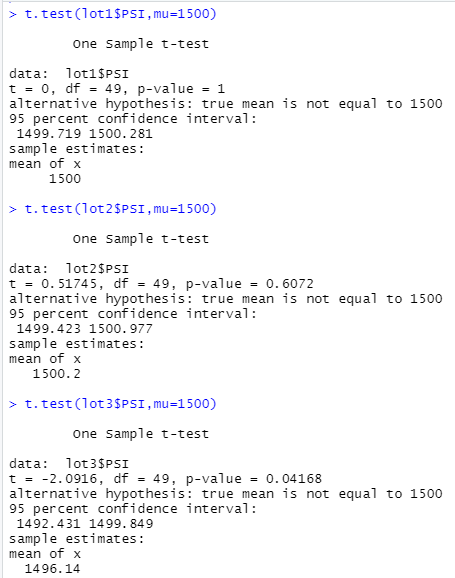 > t.test(lot1$PSI,mu=1500)
One Sample t-test
data:  lot1$PSI
t = 0, df = 49, p-value = 1
alternative hypothesis: true mean is not equal to 1500
95 percent confidence interval:
1499.719 1500.281
sample estimates:
mean of x
1500
> t.test(lot2$PSI,mu=1500)
One Sample t-test
data:  lot2$PSI
t = 0.51745, df = 49, p-value = 0.6072
alternative hypothesis: true mean is not equal to 1500
95 percent confidence interval:
1499.423 1500.977
sample estimates:
mean of x
1500.2
> t.test(lot3$PSI,mu=1500)
One Sample t-test
data:  lot3$PSI
t = -2.0916, df = 49, p-value = 0.04168
alternative hypothesis: true mean is not equal to 1500
95 percent confidence interval:
1492.431 1499.849
sample estimates:
mean of x
1496.14